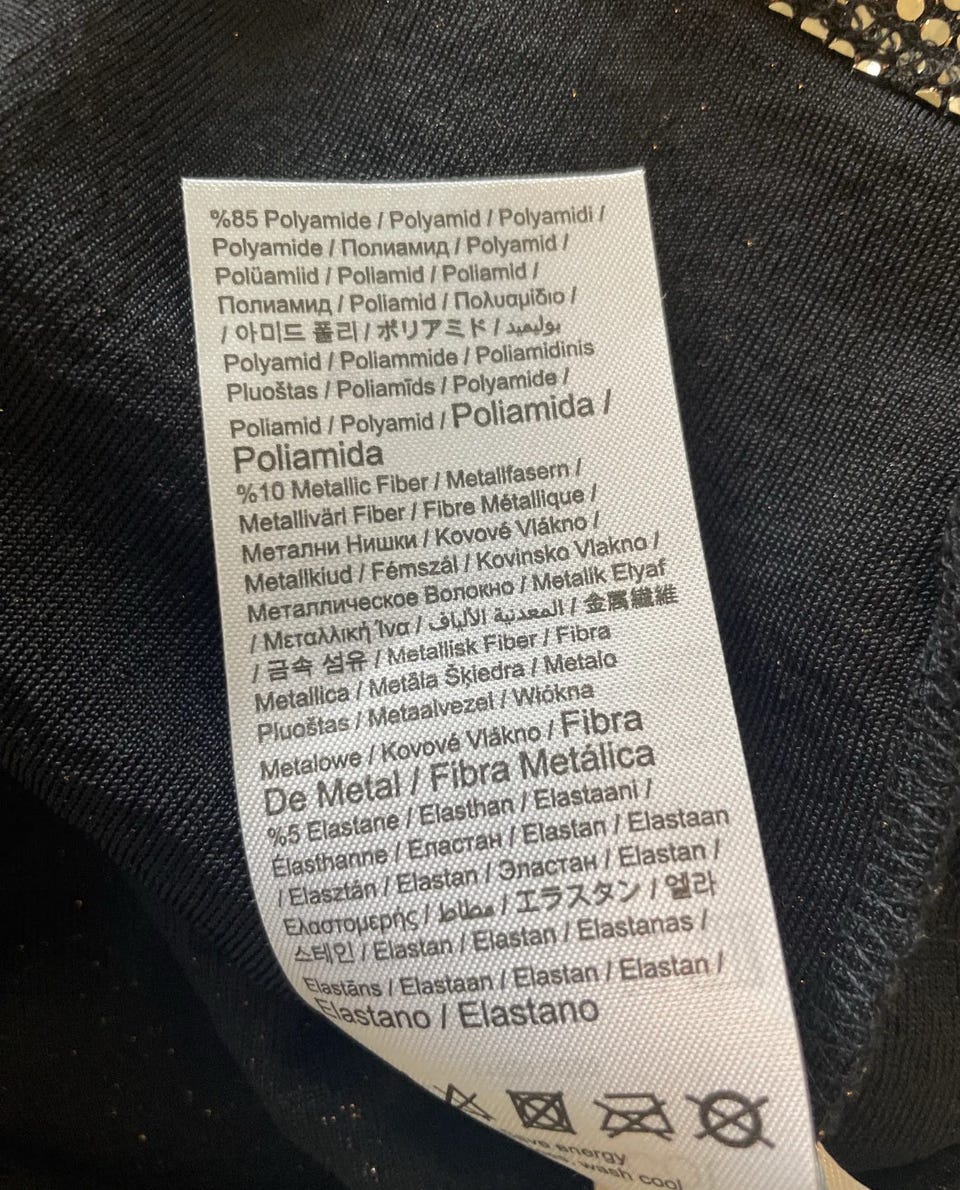 %85 Polyamide / Polyamid / Polyamidi /
Polyamide / Полиамид / Polyamid /
Polüamiid / Poliamid / Poliamid /
Полиамид / Poliamid / Πολυαμίδιο /
/ 아미드 폴리 / ポリアミド / بوليميد
Polyamid / Poliammide / Poliamidinis
Pluoštas / Poliamīds / Polyamide /
Poliamid / Polyamid / Poliamida /
Poliamida
%10 Metallic Fiber / Metallfasern /
Metalliväri Fiber / Fibre Métallique /
Метални Нишки / Kovové Vlákno /
Metallkiud / Fémszál / Kovinsko Vlakno /
Металлическое Волокно / Metalik Elyaf
/ Μεταλλική Ίνα / المعدنية الألياف / 金属繊維
/ 금속 섬유 / Metallisk Fiber / Fibra
Metallica / Metāla Šķiedra / Metalo
Pluoštas / Metaalvezel / Włókna
Metalowe / Kovové Vlákno / Fibra
De Metal / Fibra Metálica
%5 Elastane / Elasthan / Elastaani /
Élasthanne / Еластан / Elastan / Elastaan
/ Elasztán / Elastan / Эластан / Elastan /
Ελαστομερής / مطاط / エラスタン / 엘라
스테인 / Elastan / Elastan / Elastanas /
Elastāns / Elastaan / Elastan / Elastan /
Elastano / Elastano
energy
wash cool